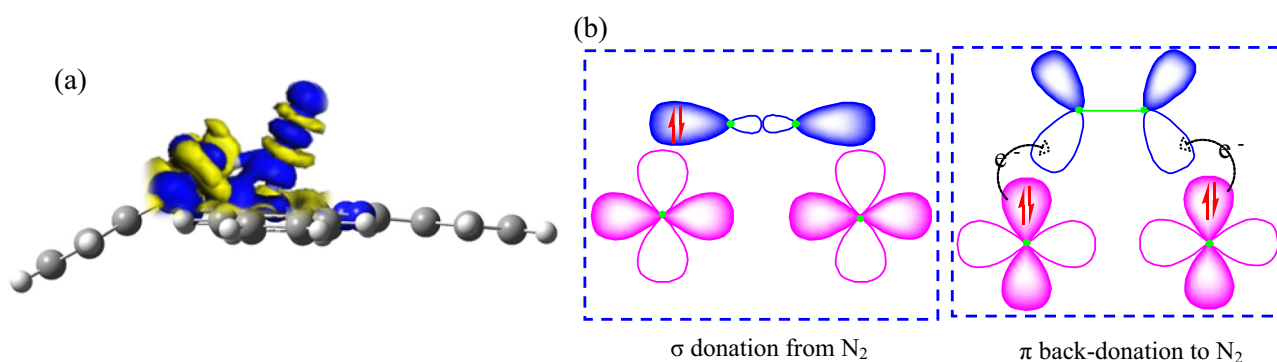 (a)
(b)
e⁻
e⁻
σ donation from N₂
π back-donation to N₂